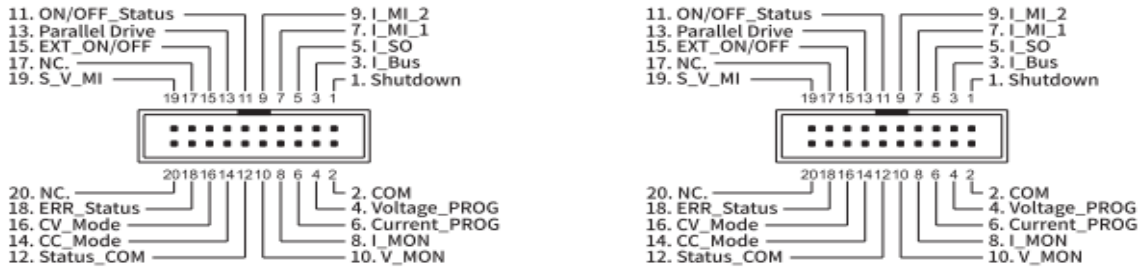 11. ON/OFF_Status 9. I_MI_2
13. Parallel Drive 7. I_MI_1
15. EXT_ON/OFF 5. I_SO
17. NC. 3. I_Bus
19. S_V_MI 1. Shutdown
19 17 15 13 11 9 7 5 3 1
20 18 16 14 12 10 8 6 4 2
20. NC. 2. COM
18. ERR_Status 4. Voltage_PROG
16. CV_Mode 6. Current_PROG
14. CC_Mode 8. I_MON
12. Status_COM 10. V_MON
11. ON/OFF_Status 9. I_MI_2
13. Parallel Drive 7. I_MI_1
15. EXT_ON/OFF 5. I_SO
17. NC. 3. I_Bus
19. S_V_MI 1. Shutdown
19 17 15 13 11 9 7 5 3 1
20 18 16 14 12 10 8 6 4 2
20. NC. 2. COM
18. ERR_Status 4. Voltage_PROG
16. CV_Mode 6. Current_PROG
14. CC_Mode 8. I_MON
12. Status_COM 10. V_MON